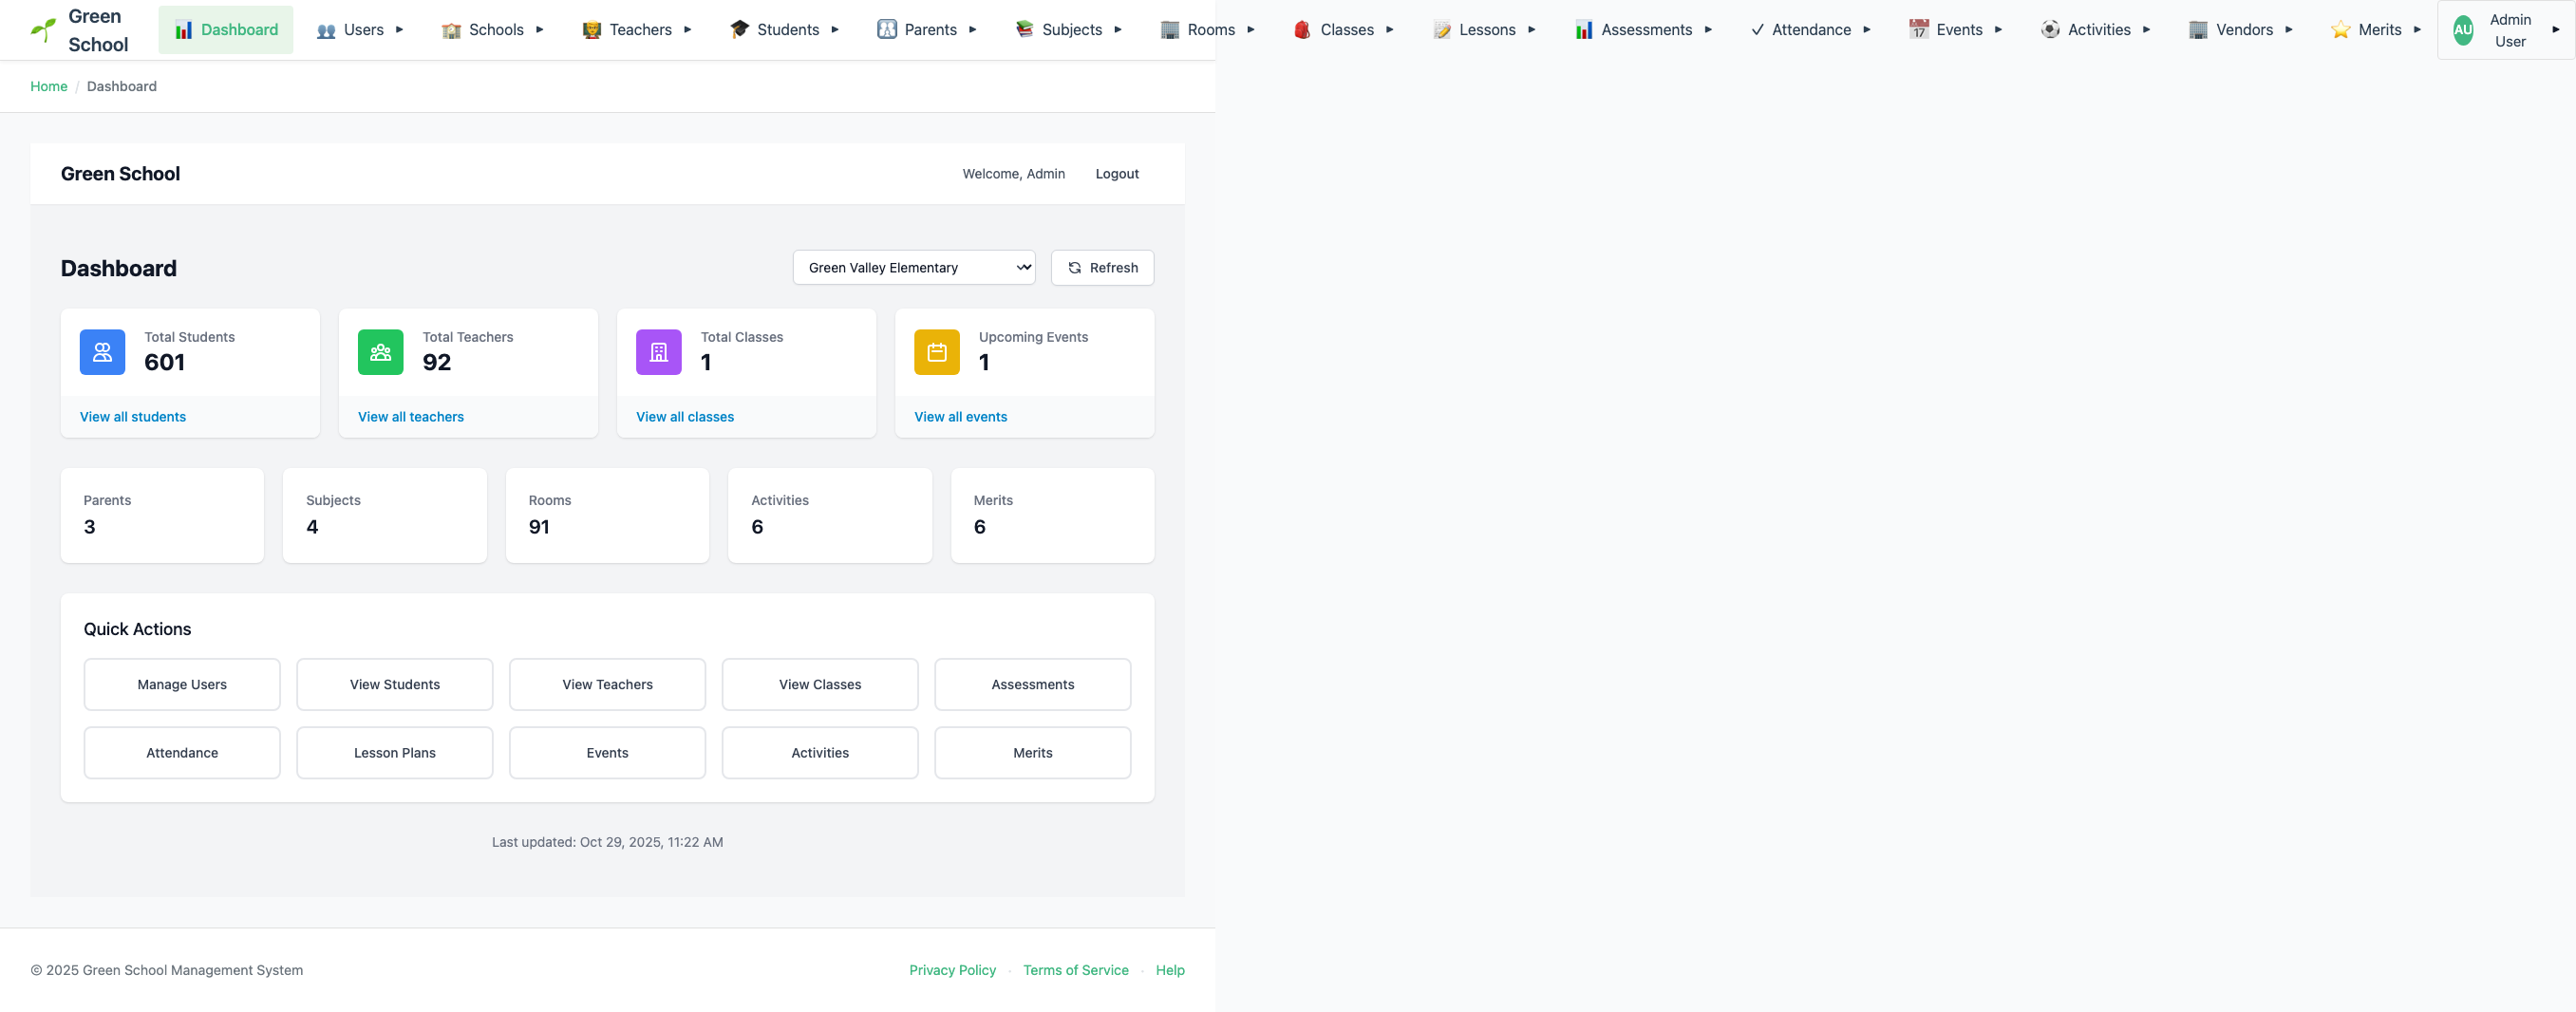 Green School
Dashboard
Users
Schools
Teachers
Students
Parents
Subjects
Rooms
Classes
Lessons
Assessments
Attendance
Events
Activities
Vendors
Merits
AU
Admin User
Home / Dashboard
Green School
Welcome, Admin
Logout
Dashboard
Green Valley Elementary
Refresh
Total Students
601
View all students
Total Teachers
92
View all teachers
Total Classes
1
View all classes
Upcoming Events
1
View all events
Parents
3
Subjects
4
Rooms
91
Activities
6
Merits
6
Quick Actions
Manage Users
View Students
View Teachers
View Classes
Assessments
Attendance
Lesson Plans
Events
Activities
Merits
Last updated: Oct 29, 2025, 11:22 AM
© 2025 Green School Management System
Privacy Policy · Terms of Service · Help